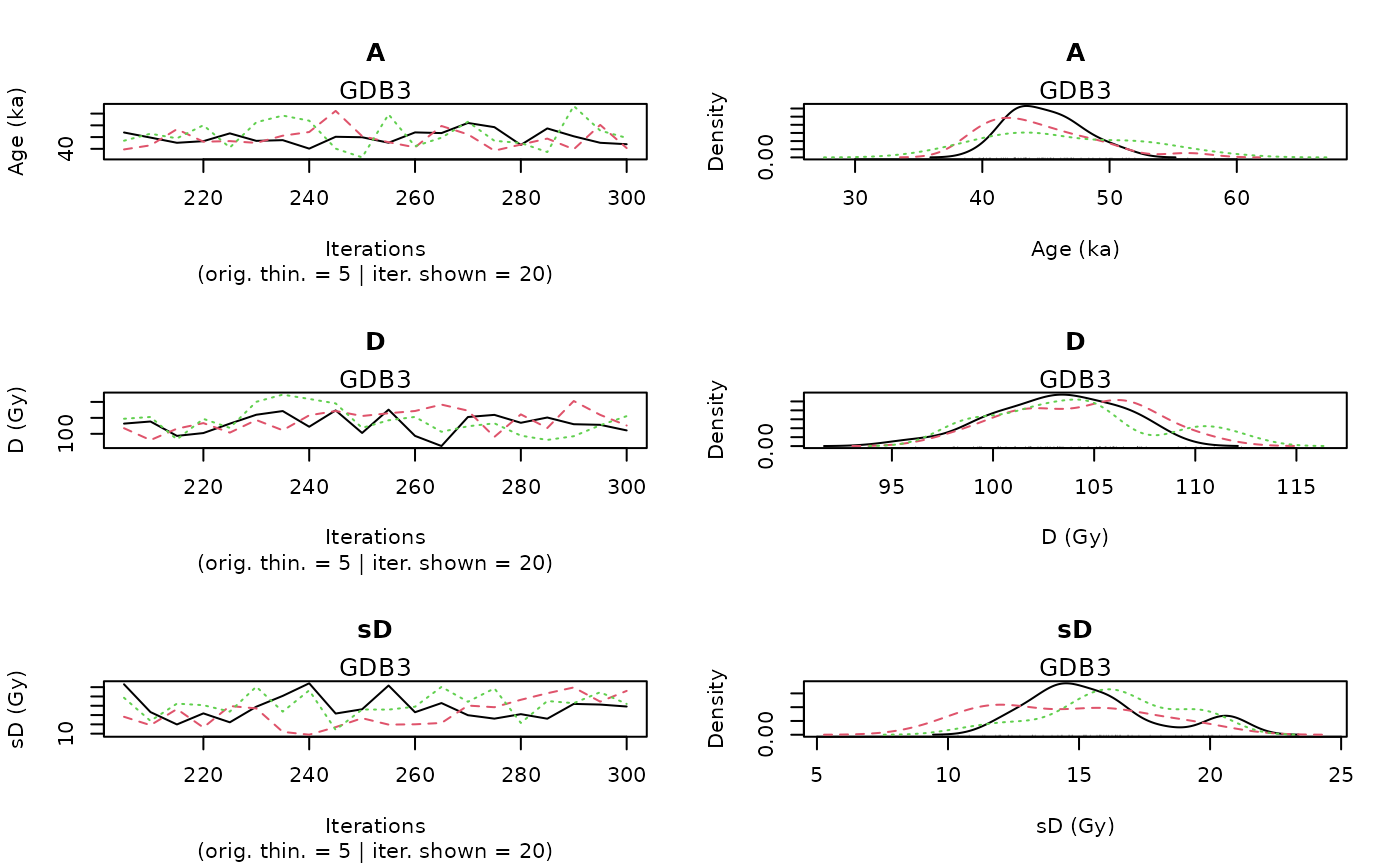 A
GDB3
Age (ka)
40
220 240 260 280 300
Iterations
(orig. thin. = 5 | iter. shown = 20)
A
GDB3
Density
0.00
30 40 50 60
Age (ka)
D
GDB3
D (Gy)
100
220 240 260 280 300
Iterations
(orig. thin. = 5 | iter. shown = 20)
D
GDB3
Density
0.00
95 100 105 110 115
D (Gy)
sD
GDB3
sD (Gy)
10
220 240 260 280 300
Iterations
(orig. thin. = 5 | iter. shown = 20)
sD
GDB3
Density
0.00
5 10 15 20 25
sD (Gy)